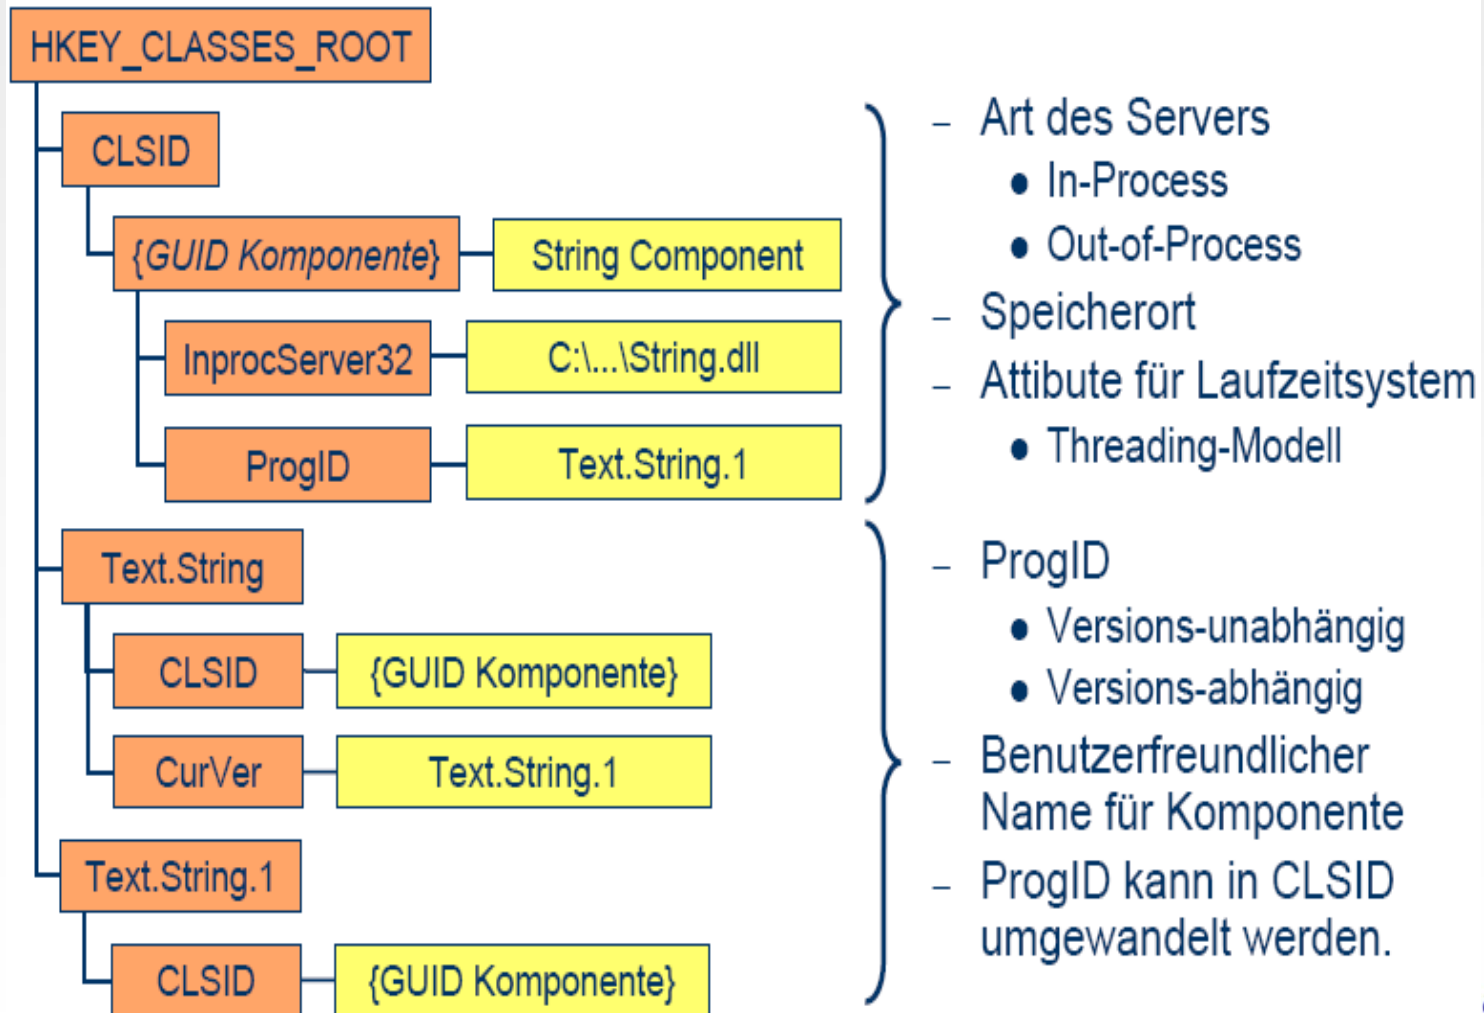 HKEY_CLASSES_ROOT
CLSID
{GUID Komponente} String Component
InprocServer32 C:\...\String.dll
ProgID Text.String.1
Text.String
CLSID {GUID Komponente}
CurVer Text.String.1
Text.String.1
CLSID {GUID Komponente}
– Art des Servers
● In-Process
● Out-of-Process
– Speicherort
– Attibute für Laufzeitsystem
● Threading-Modell
– ProgID
● Versions-unabhängig
● Versions-abhängig
– Benutzerfreundlicher
Name für Komponente
– ProgID kann in CLSID
umgewandelt werden.